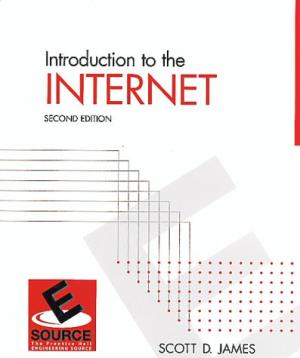 Introduction to the
INTERNET
SECOND EDITION
E
SOURCE
The Prentice Hall
ENGINEERING SOURCE
SCOTT D. JAMES